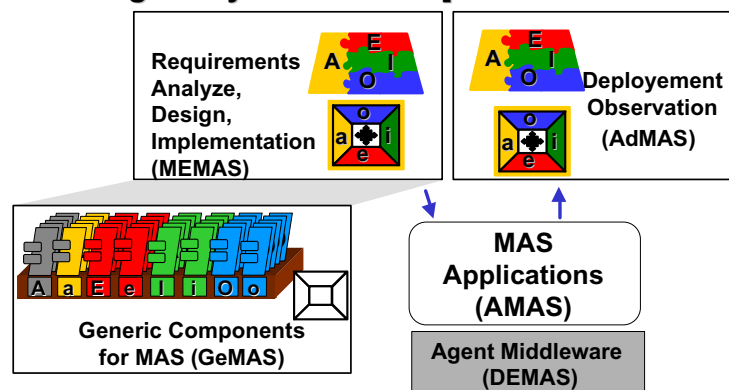 Requirements
Analyze,
Design,
Implementation
(MEMAS)
A
E
I
O
o
a
i
e
Deployement
Observation
(AdMAS)
A
E
I
O
o
a
i
e
A a E e I i O o
Generic Components
for MAS (GeMAS)
MAS
Applications
(AMAS)
Agent Middleware
(DEMAS)